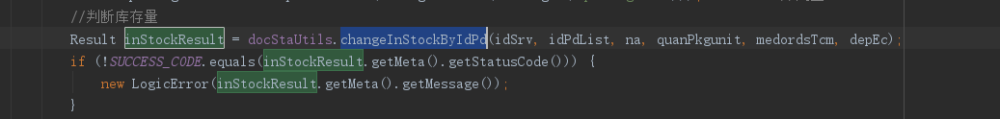 //判断库存量
Result inStockResult = docStaUtils.changeInStockByIdPd(idSrv, idPdList, na, quanPkgunit, medordsTcm, depEc);
if (!SUCCESS_CODE.equals(inStockResult.getMeta().getStatusCode())) {
new LogicError(inStockResult.getMeta().getMessage());
}